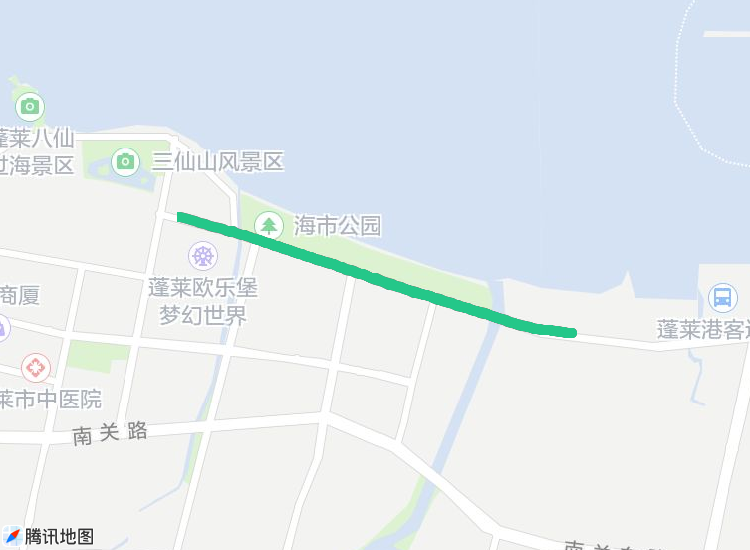 蓬莱八仙
过海景区
三仙山风景区
海市公园
蓬莱欧乐堡
梦幻世界
商厦
蓬莱港客运
莱市中医院
南关路
腾讯地图